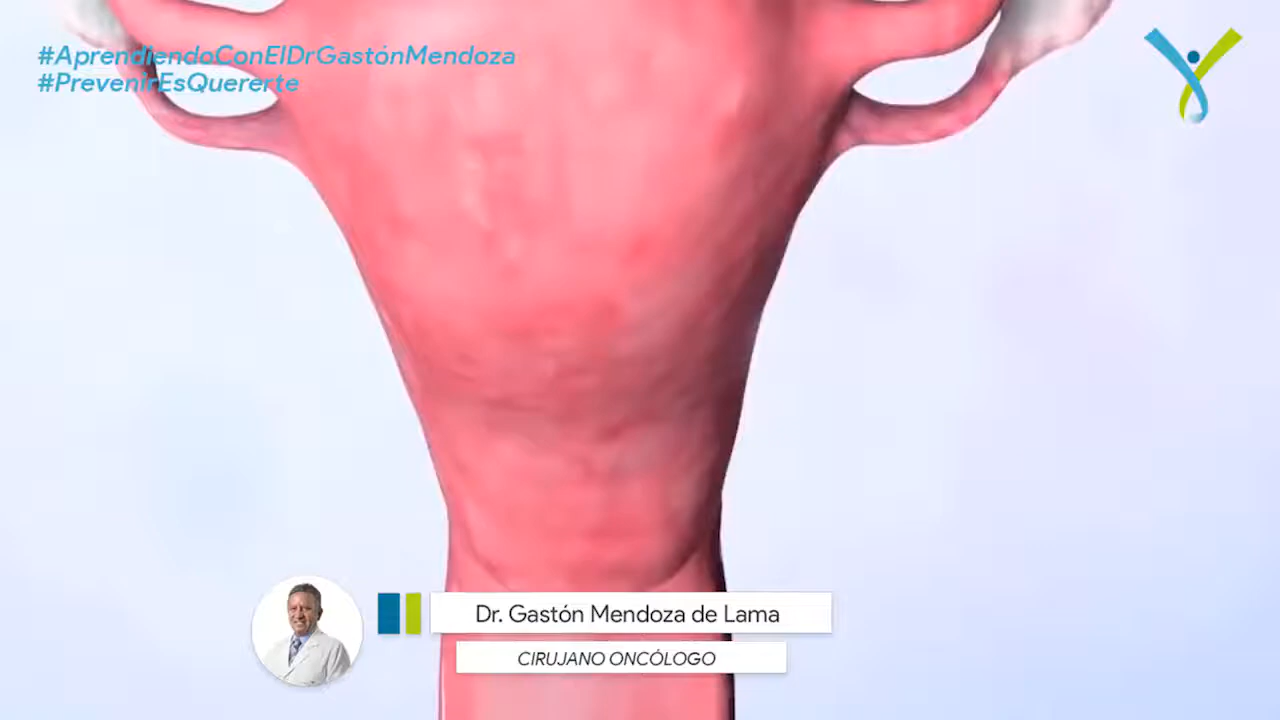 #AprendiendoConElDrGastónMendoza
#PrevenirEsQuererte
Dr. Gastón Mendoza de Lama
CIRUJANO ONCÓLOGO